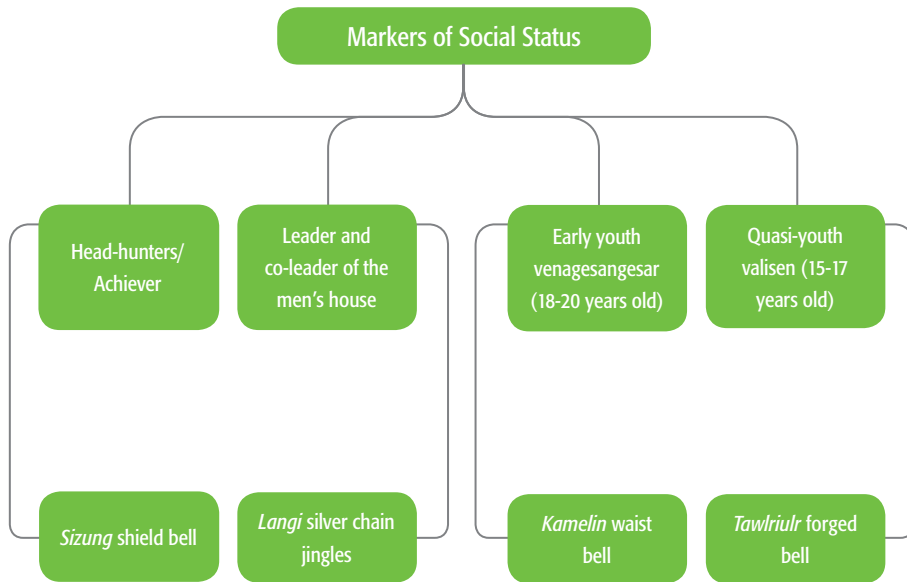 Markers of Social Status
Head-hunters/
Achiever
Leader and
co-leader of the
men's house
Early youth
venagesangesar
(18-20 years old)
Quasi-youth
valisen (15-17
years old)
Sizung shield bell
Langi silver chain
jingles
Kamelin waist
bell
Tawlriulr forged
bell